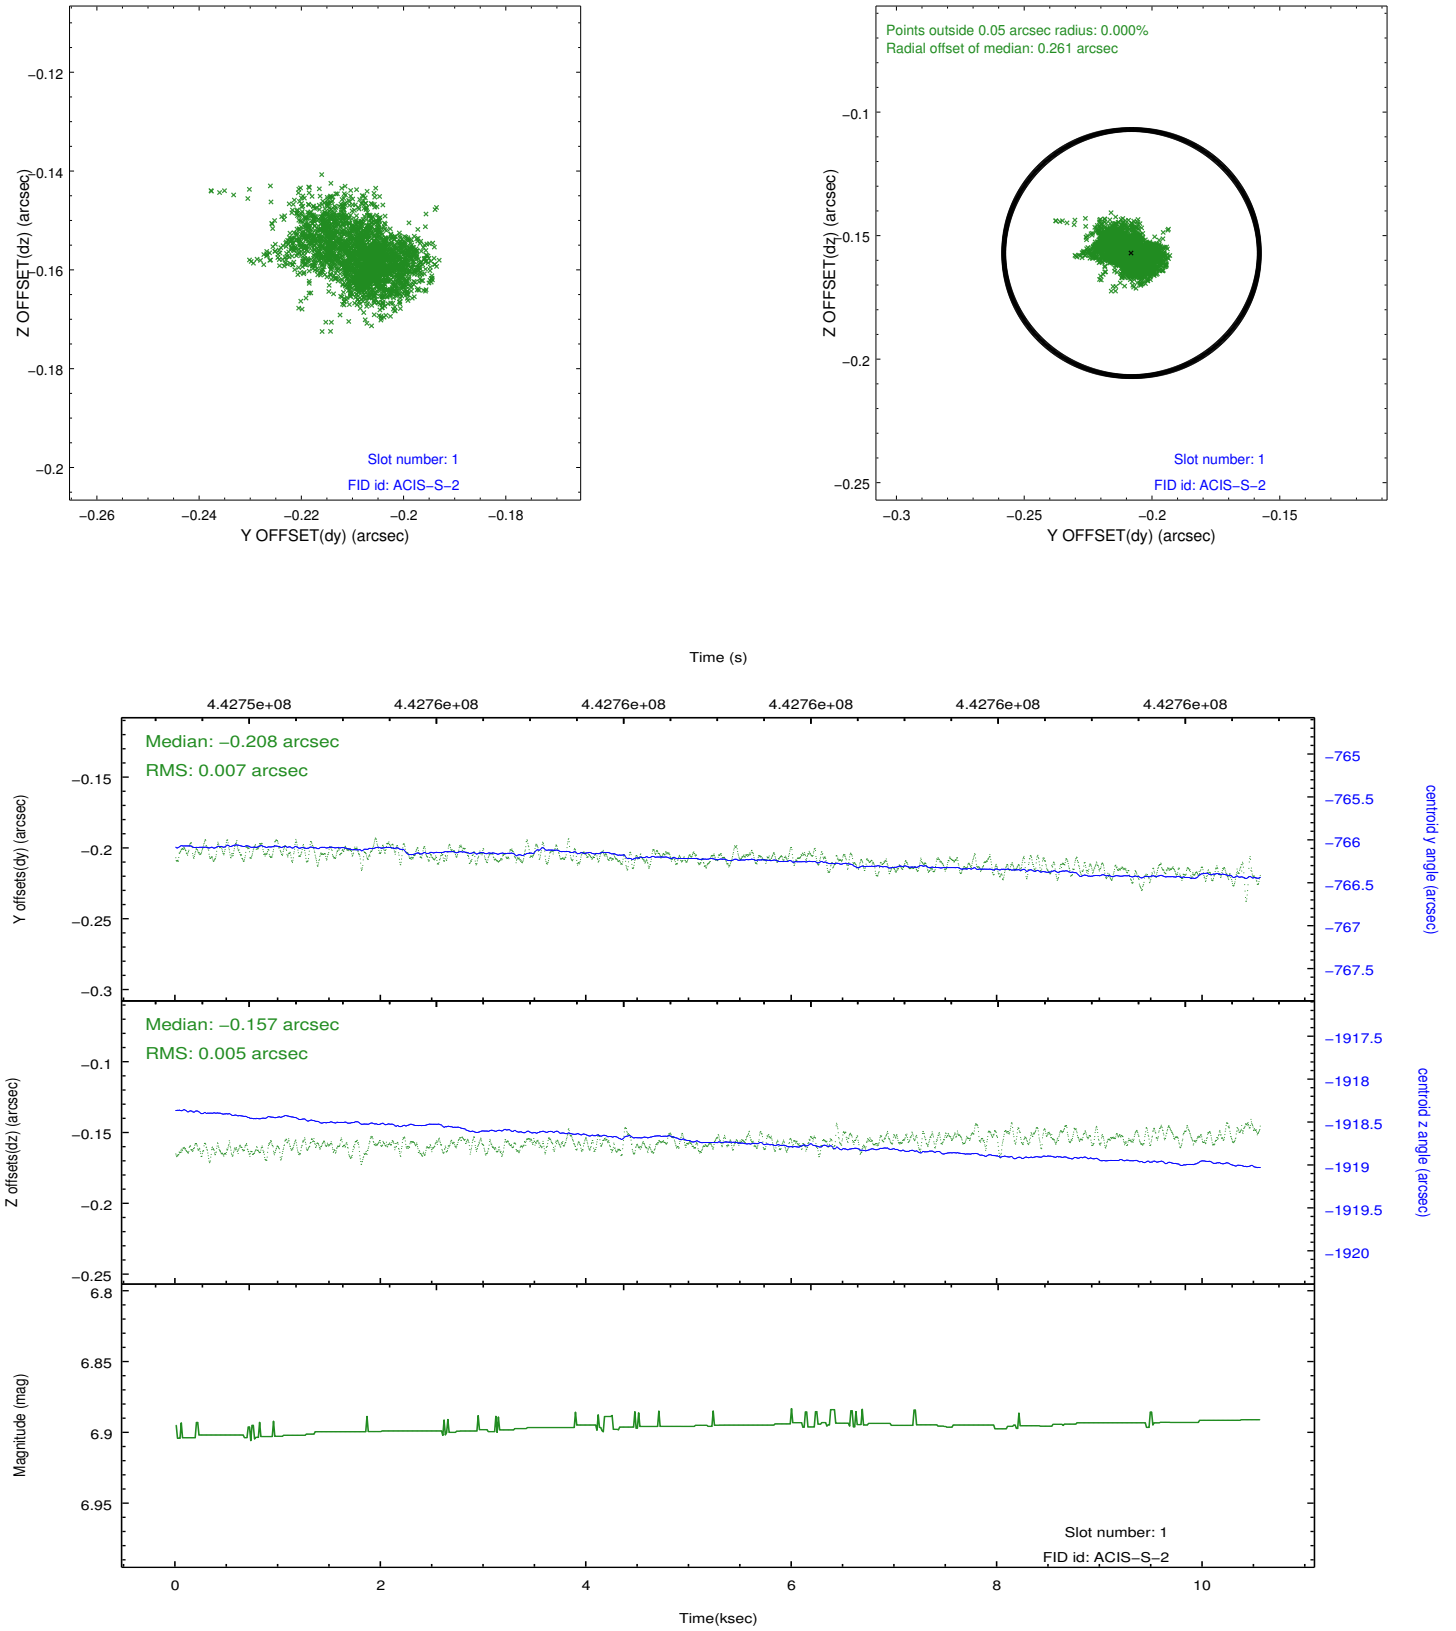 −0.12
−0.14
−0.16
−0.18
−0.2
Z OFFSET(dz) (arcsec)
Slot number: 1
FID id: ACIS−S−2
−0.26 −0.24 −0.22 −0.2 −0.18
Y OFFSET(dy) (arcsec)
Points outside 0.05 arcsec radius: 0.000%
Radial offset of median: 0.261 arcsec
−0.1
−0.15
−0.2
−0.25
Z OFFSET(dz) (arcsec)
Slot number: 1
FID id: ACIS−S−2
−0.3 −0.25 −0.2 −0.15
Y OFFSET(dy) (arcsec)
Time (s)
4.4275e+08 4.4276e+08 4.4276e+08 4.4276e+08 4.4276e+08 4.4276e+08
Median: −0.208 arcsec
RMS: 0.007 arcsec
−0.15
−0.2
−0.25
−0.3
Y offsets(dy) (arcsec)
−765
−765.5
−766
−766.5
−767
−767.5
centroid y angle (arcsec)
Median: −0.157 arcsec
RMS: 0.005 arcsec
−0.1
−0.15
−0.2
−0.25
Z offsets(dz) (arcsec)
−1917.5
−1918
−1918.5
−1919
−1919.5
−1920
centroid z angle (arcsec)
6.8
6.85
6.9
6.95
Magnitude (mag)
Slot number: 1
FID id: ACIS−S−2
0 2 4 6 8 10
Time(ksec)